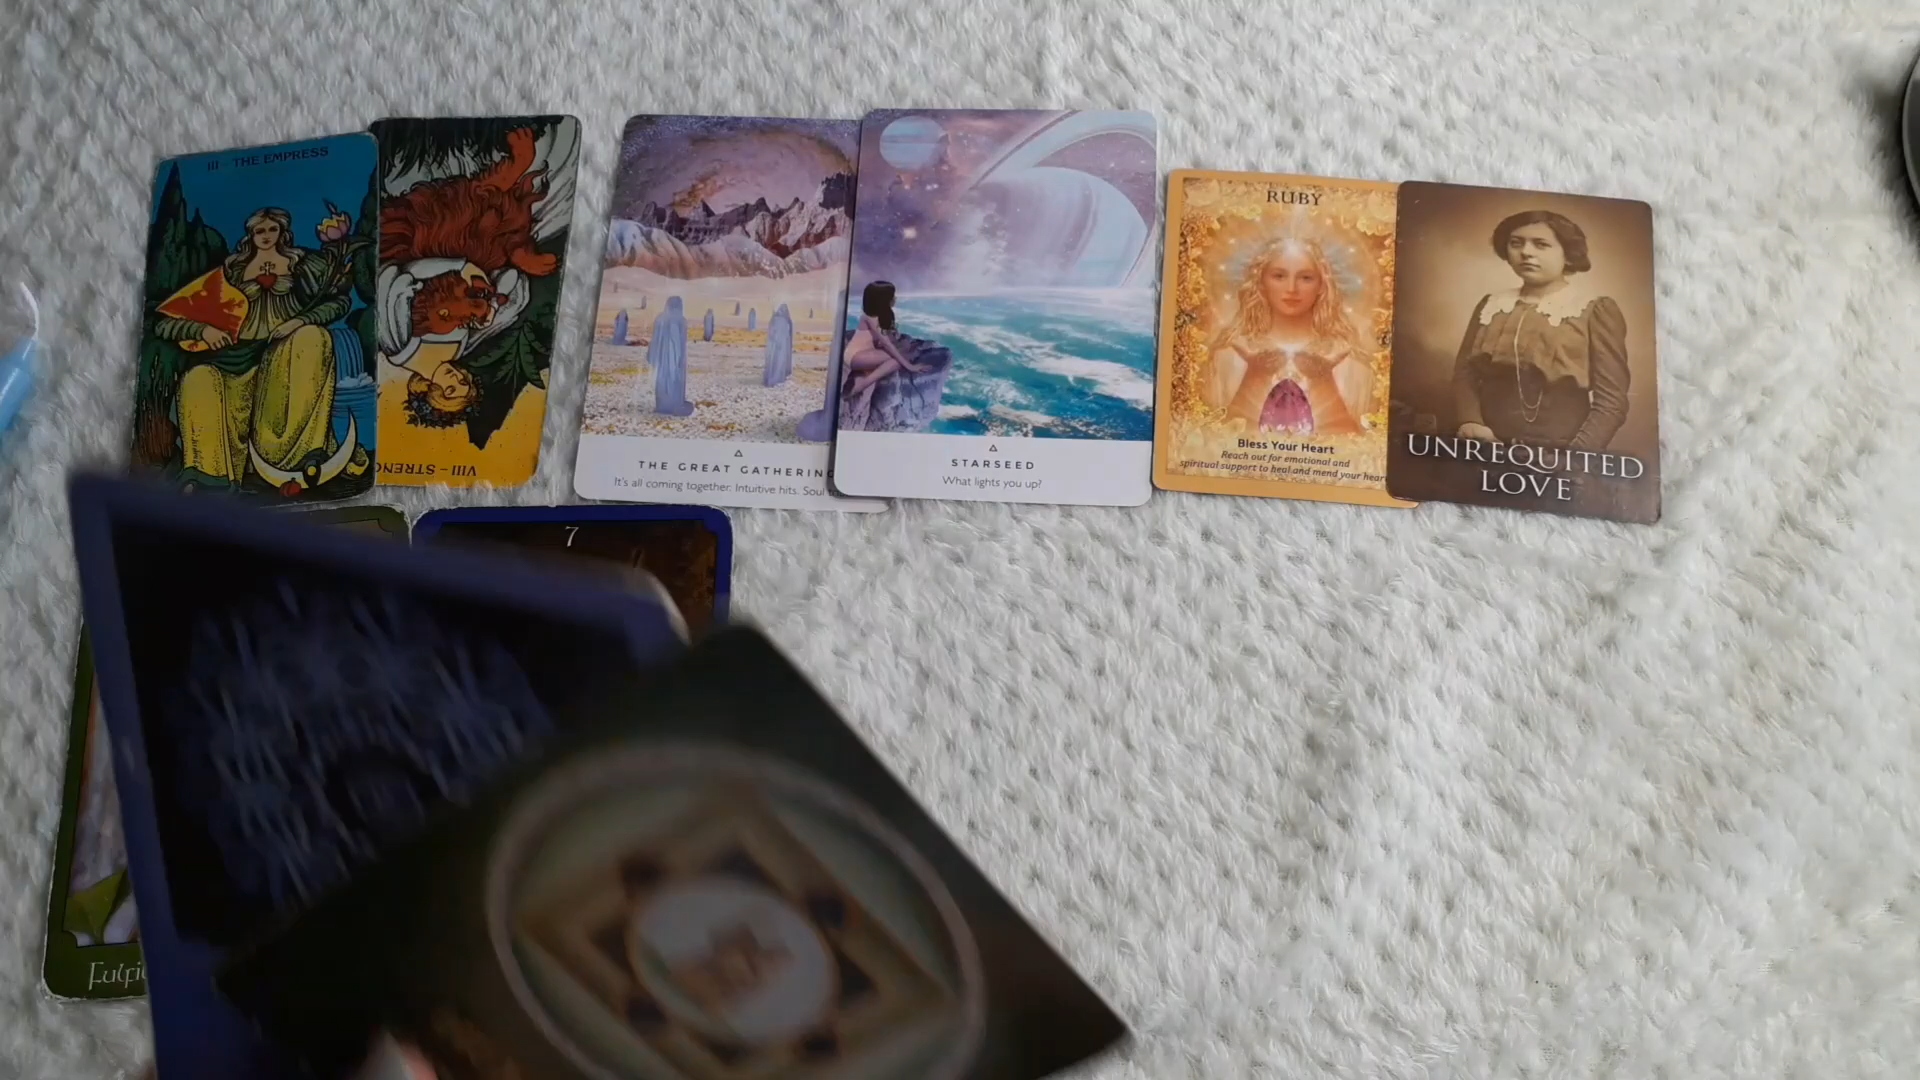 III - THE EMPRESS
VIII - STRENG
THE GREAT GATHERING
It's all coming together. Intuitive hits. Soul
STARSEED
What lights you up?
RUBY
Bless Your Heart
Reach out for emotional and
spiritual support to heal and mend your heart
UNREQUITED
LOVE
7